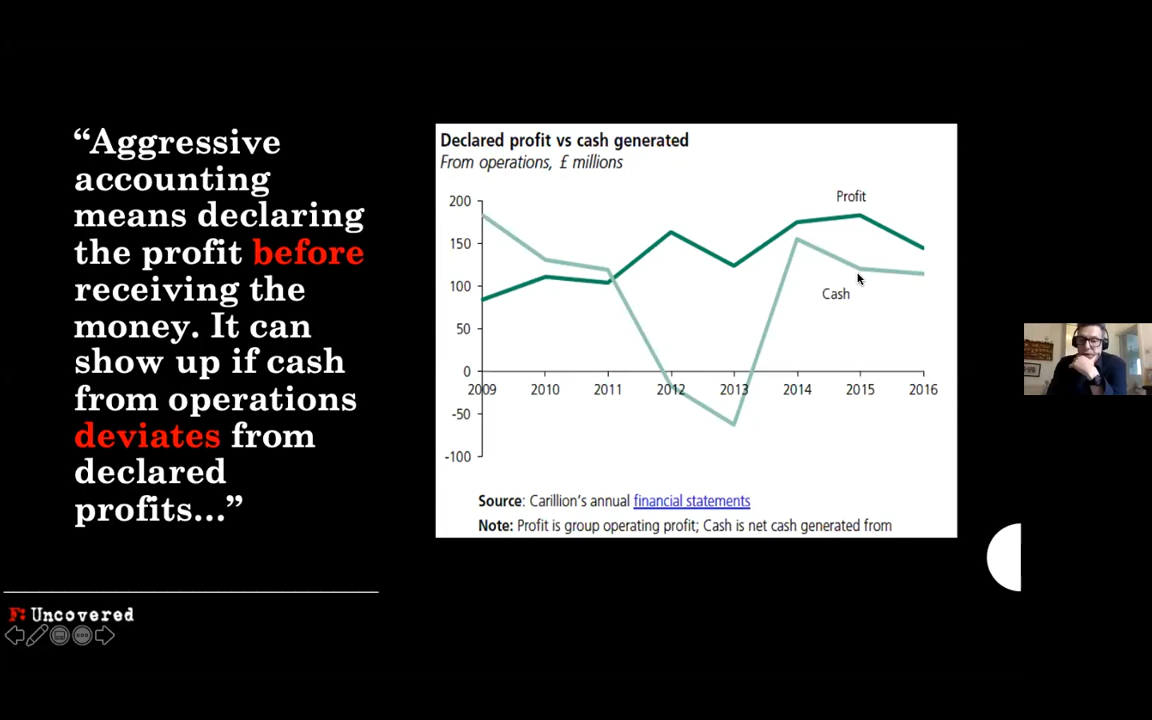 “Aggressive
accounting
means declaring
the profit before
receiving the
money. It can
show up if cash
from operations
deviates from
declared
profits...”
Declared profit vs cash generated
From operations, £ millions
200
150
100
50
0
-50
-100
Profit
Cash
2009 2010 2011 2012 2013 2014 2015 2016
Source: Carillion’s annual financial statements
Note: Profit is group operating profit; Cash is net cash generated from
F: Uncovered